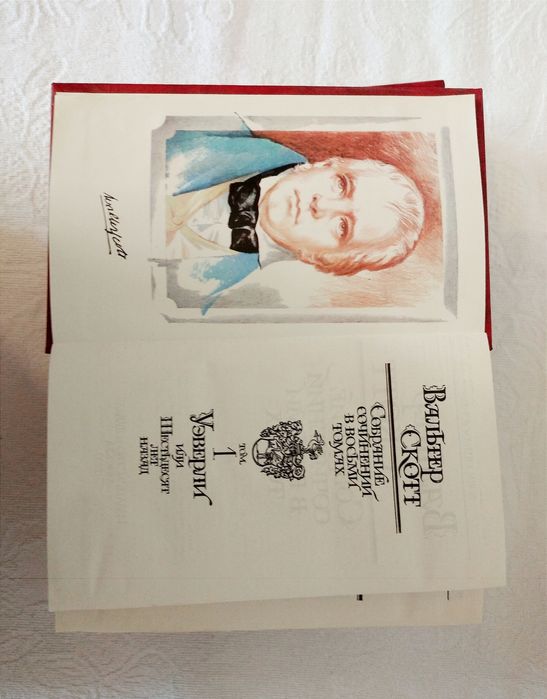 Вальтер
Скотт
Собрание
сочинений
в восьми
томах
том
1
Уэверли
или
Шестьдесят
лет
назад